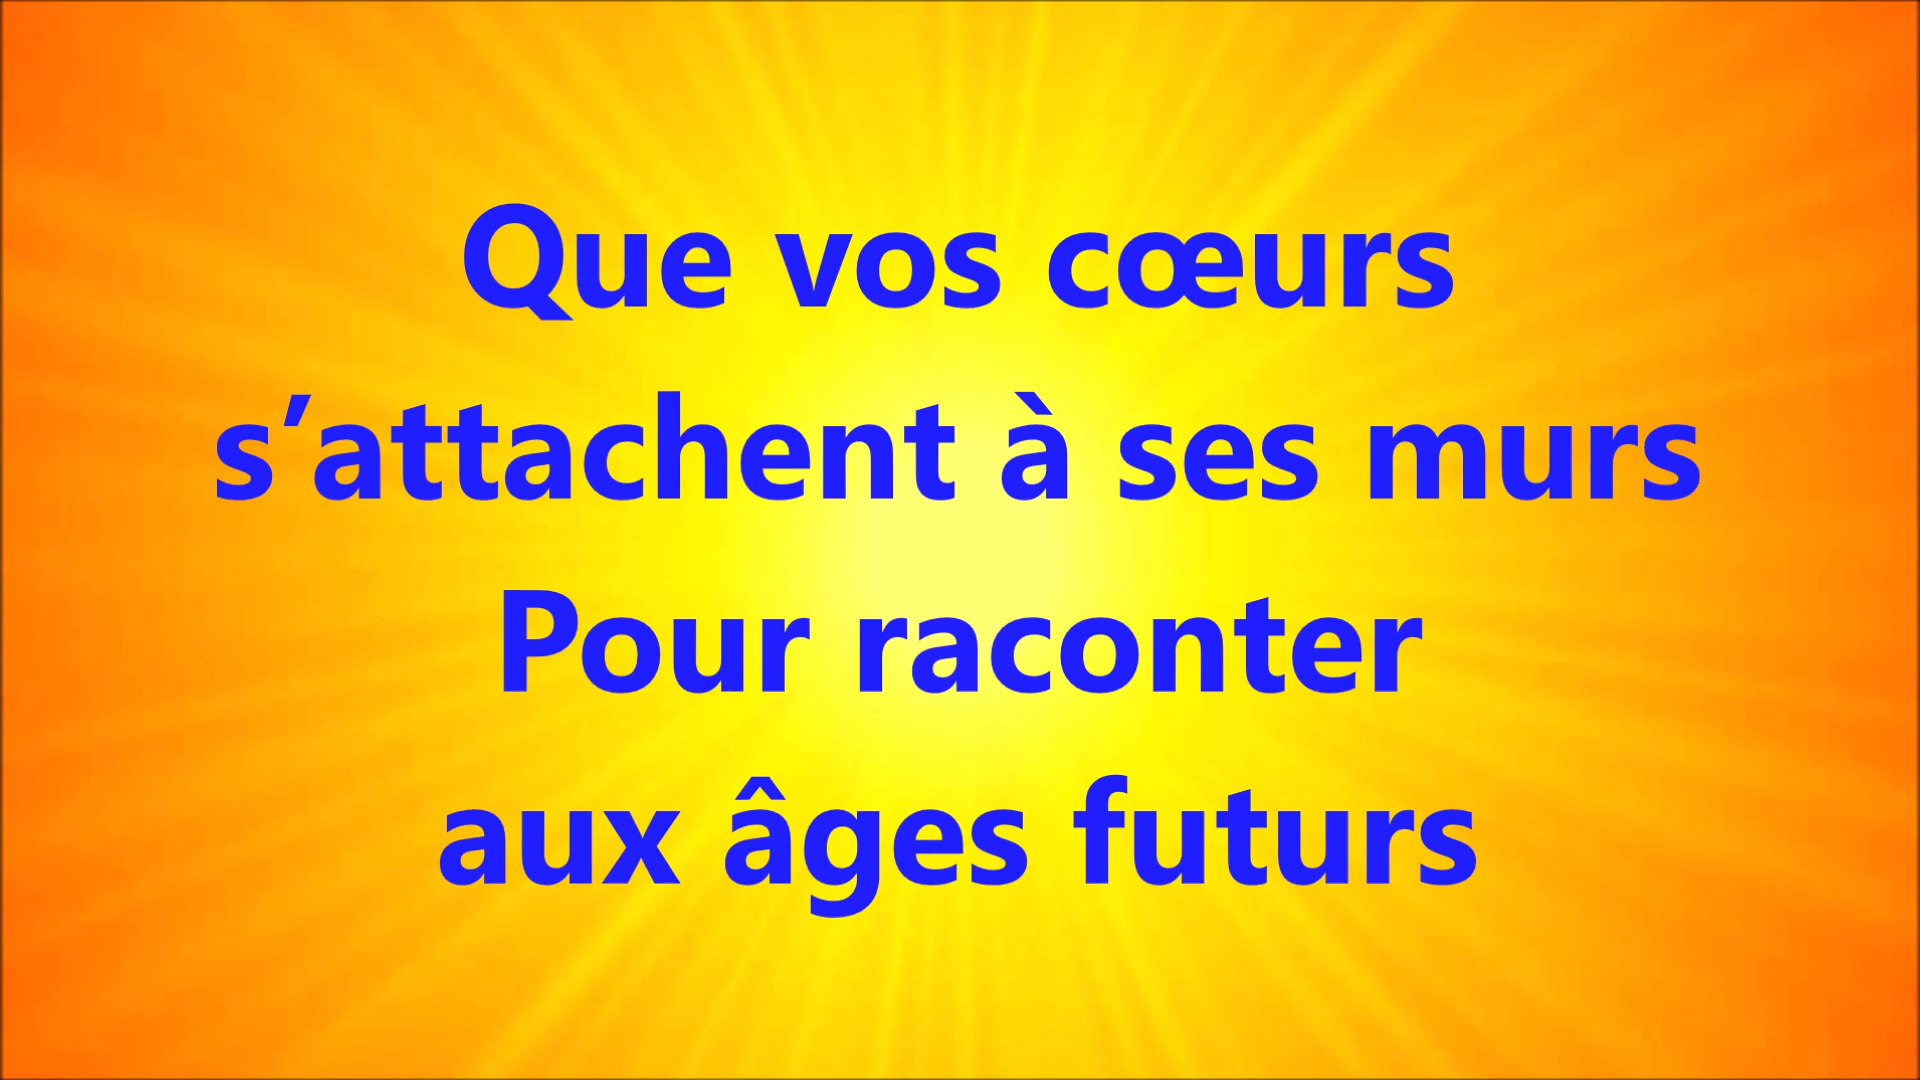 Que vos cœurs
s’attachent à ses murs
Pour raconter
aux âges futurs